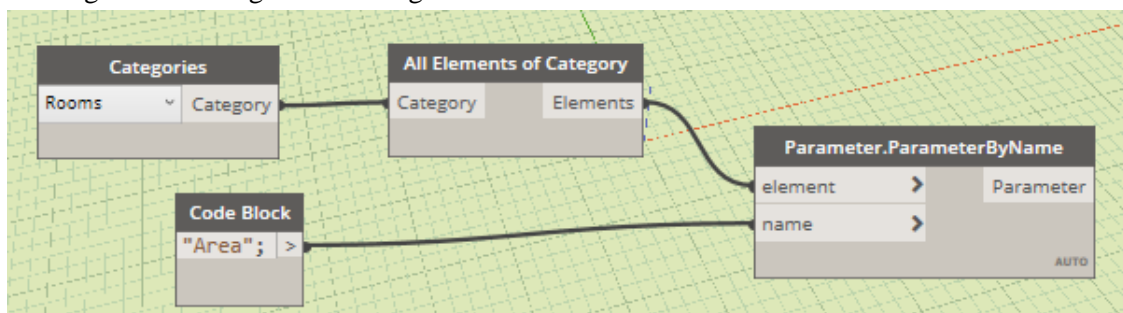 Categories
Rooms Category
All Elements of Category
Category Elements
Code Block
"Area"; >
Parameter.ParameterByName
element Parameter
name
AUTO